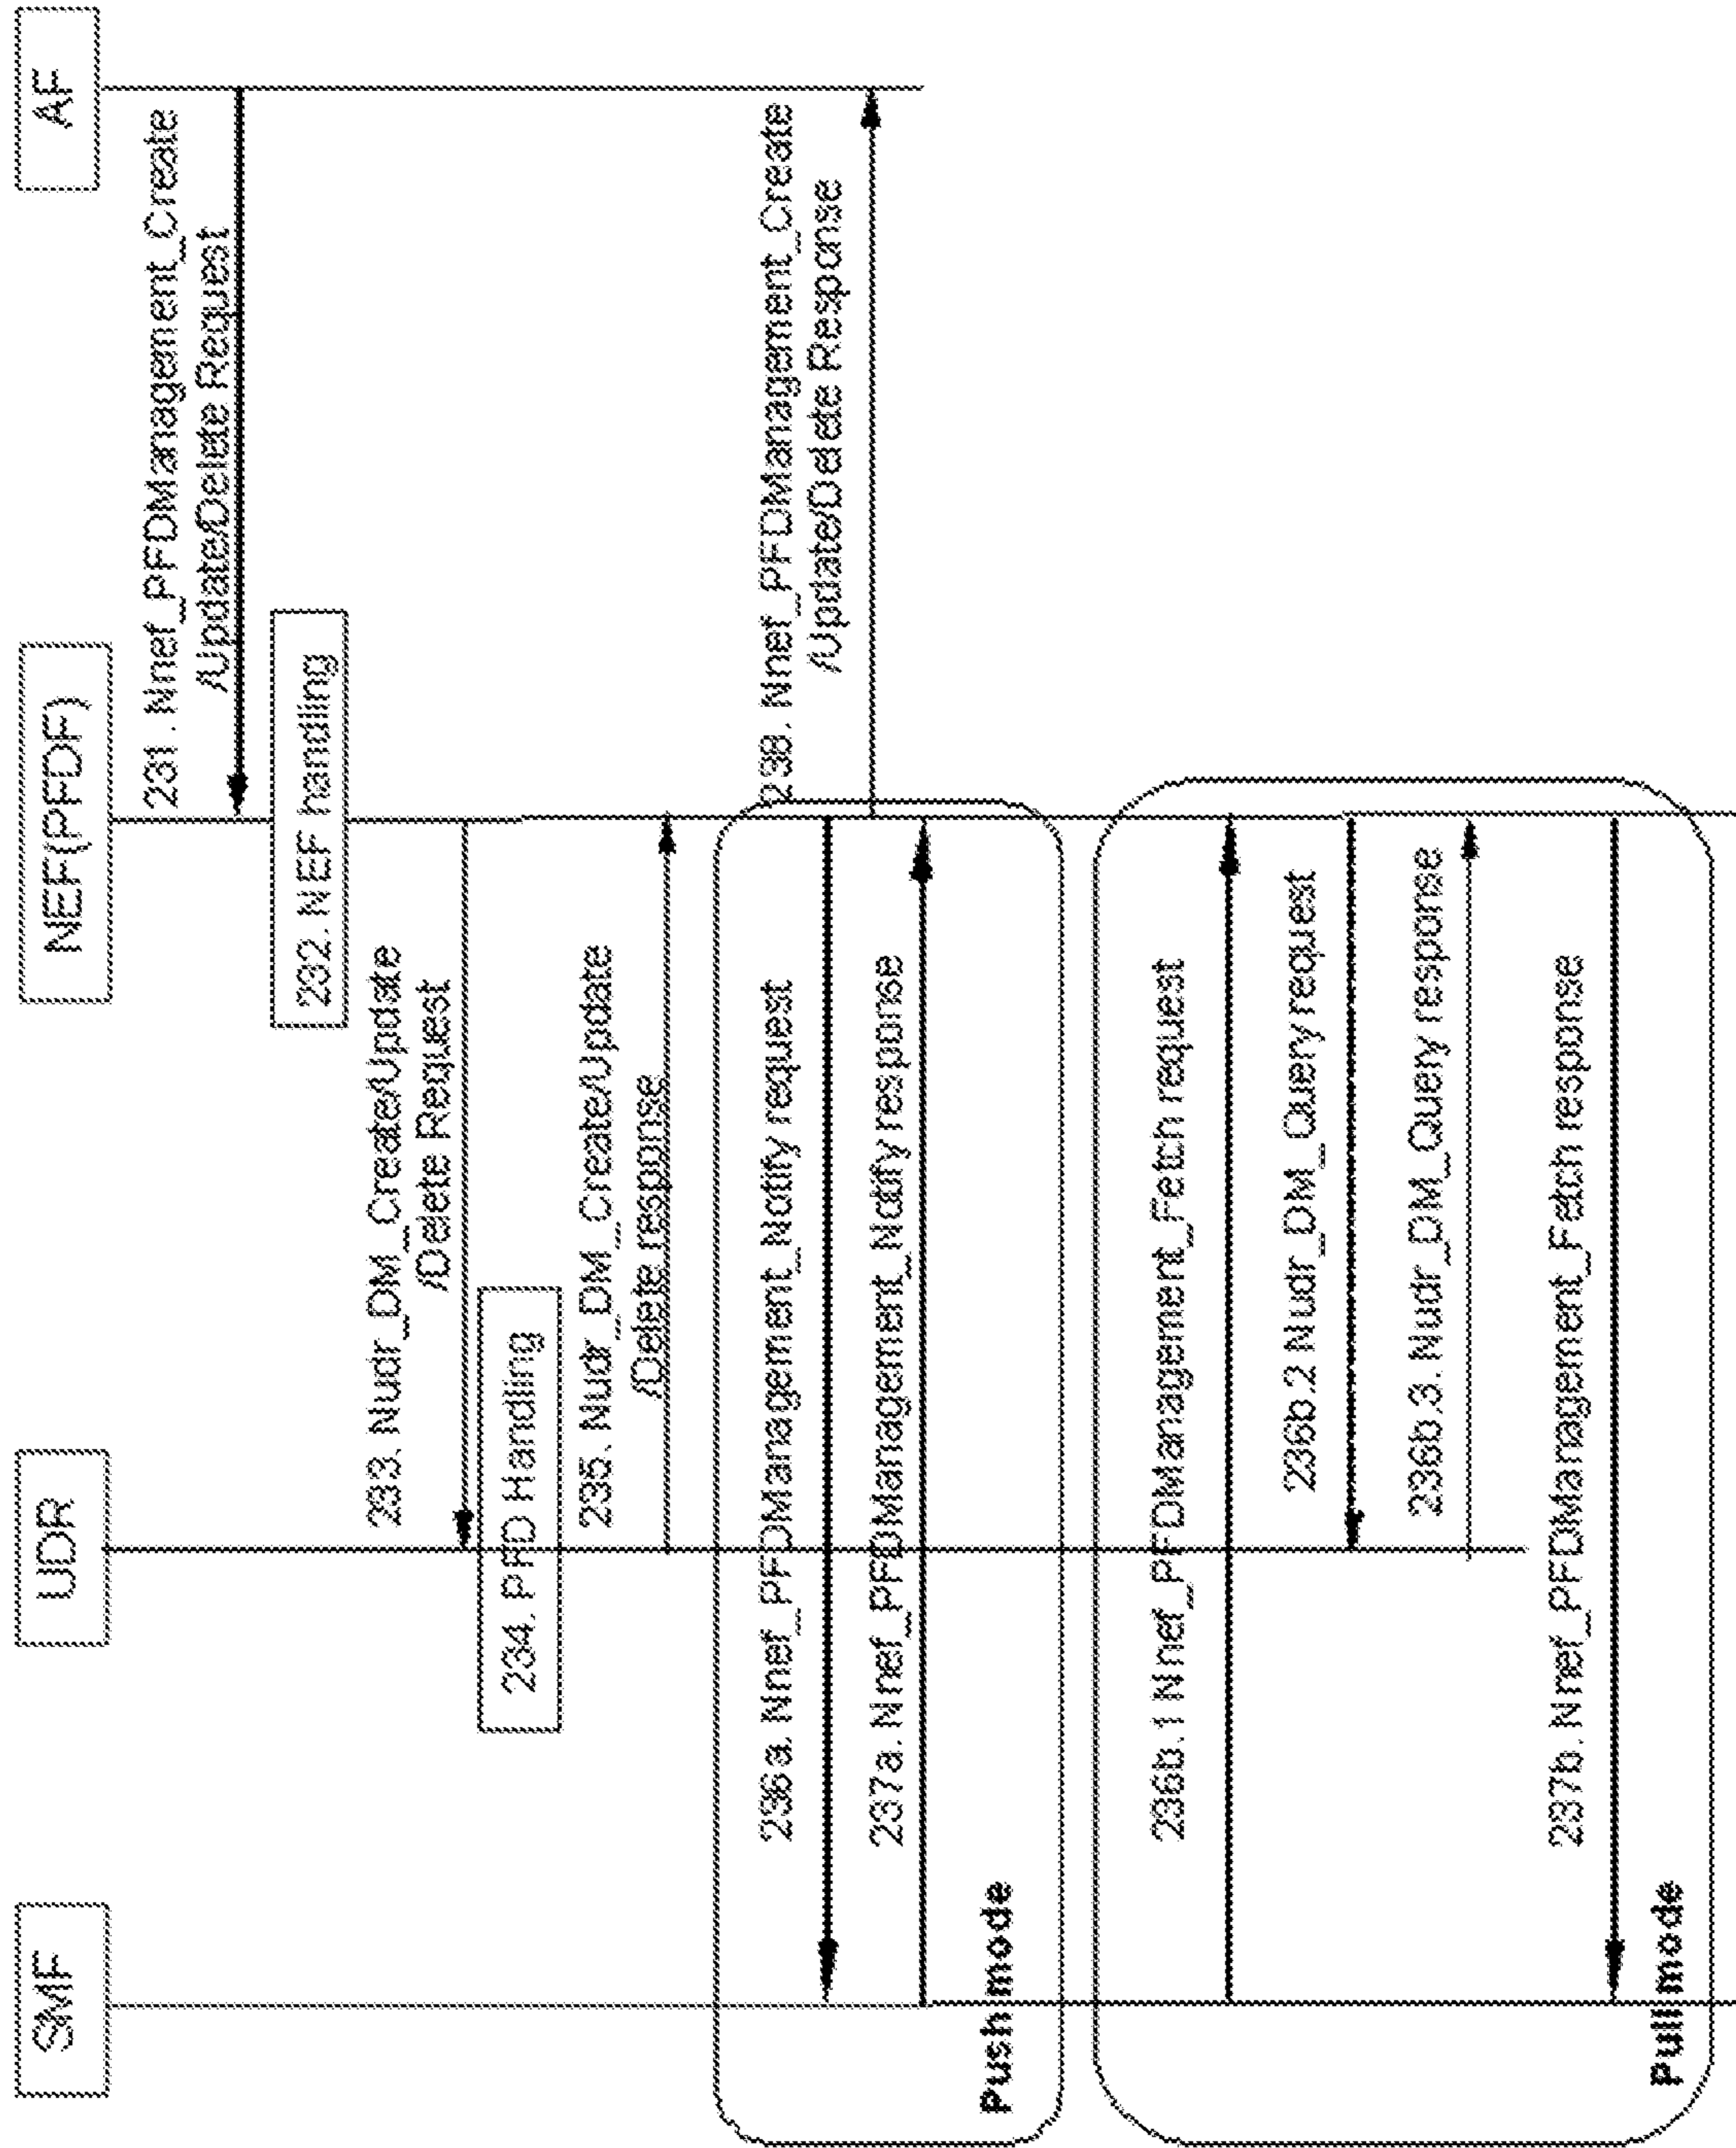 SMF
UDR
NEF(PFDF)
AF
231. Nnef_PFDManagement_Create
/Update/Delete Request
232. NEF handling
233. Nudr_DM_Create/Update
/Delete Request
234. PFD Handling
235. Nudr_DM_Create/Update
/Delete response
236a. Nnef_PFDManagement_Notify request
238. Nnef_PFDManagement_Create
/Update/Delete Response
237a. Nnef_PFDManagement_Notify response
Push mode
236b.1 Nnef_PFDManagement_Fetch request
236b.2 Nudr_DM_Query request
236b.3. Nudr_DM_Query response
237b. Nnef_PFDManagement_Fetch response
Pull mode